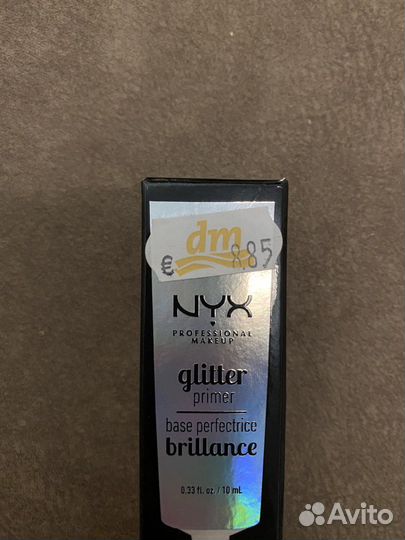 dm
€ 8,85
NYX
PROFESSIONAL
MAKEUP
glitter
primer
base perfectrice
brillance
0.33 fl. oz. / 10 mL
Avito